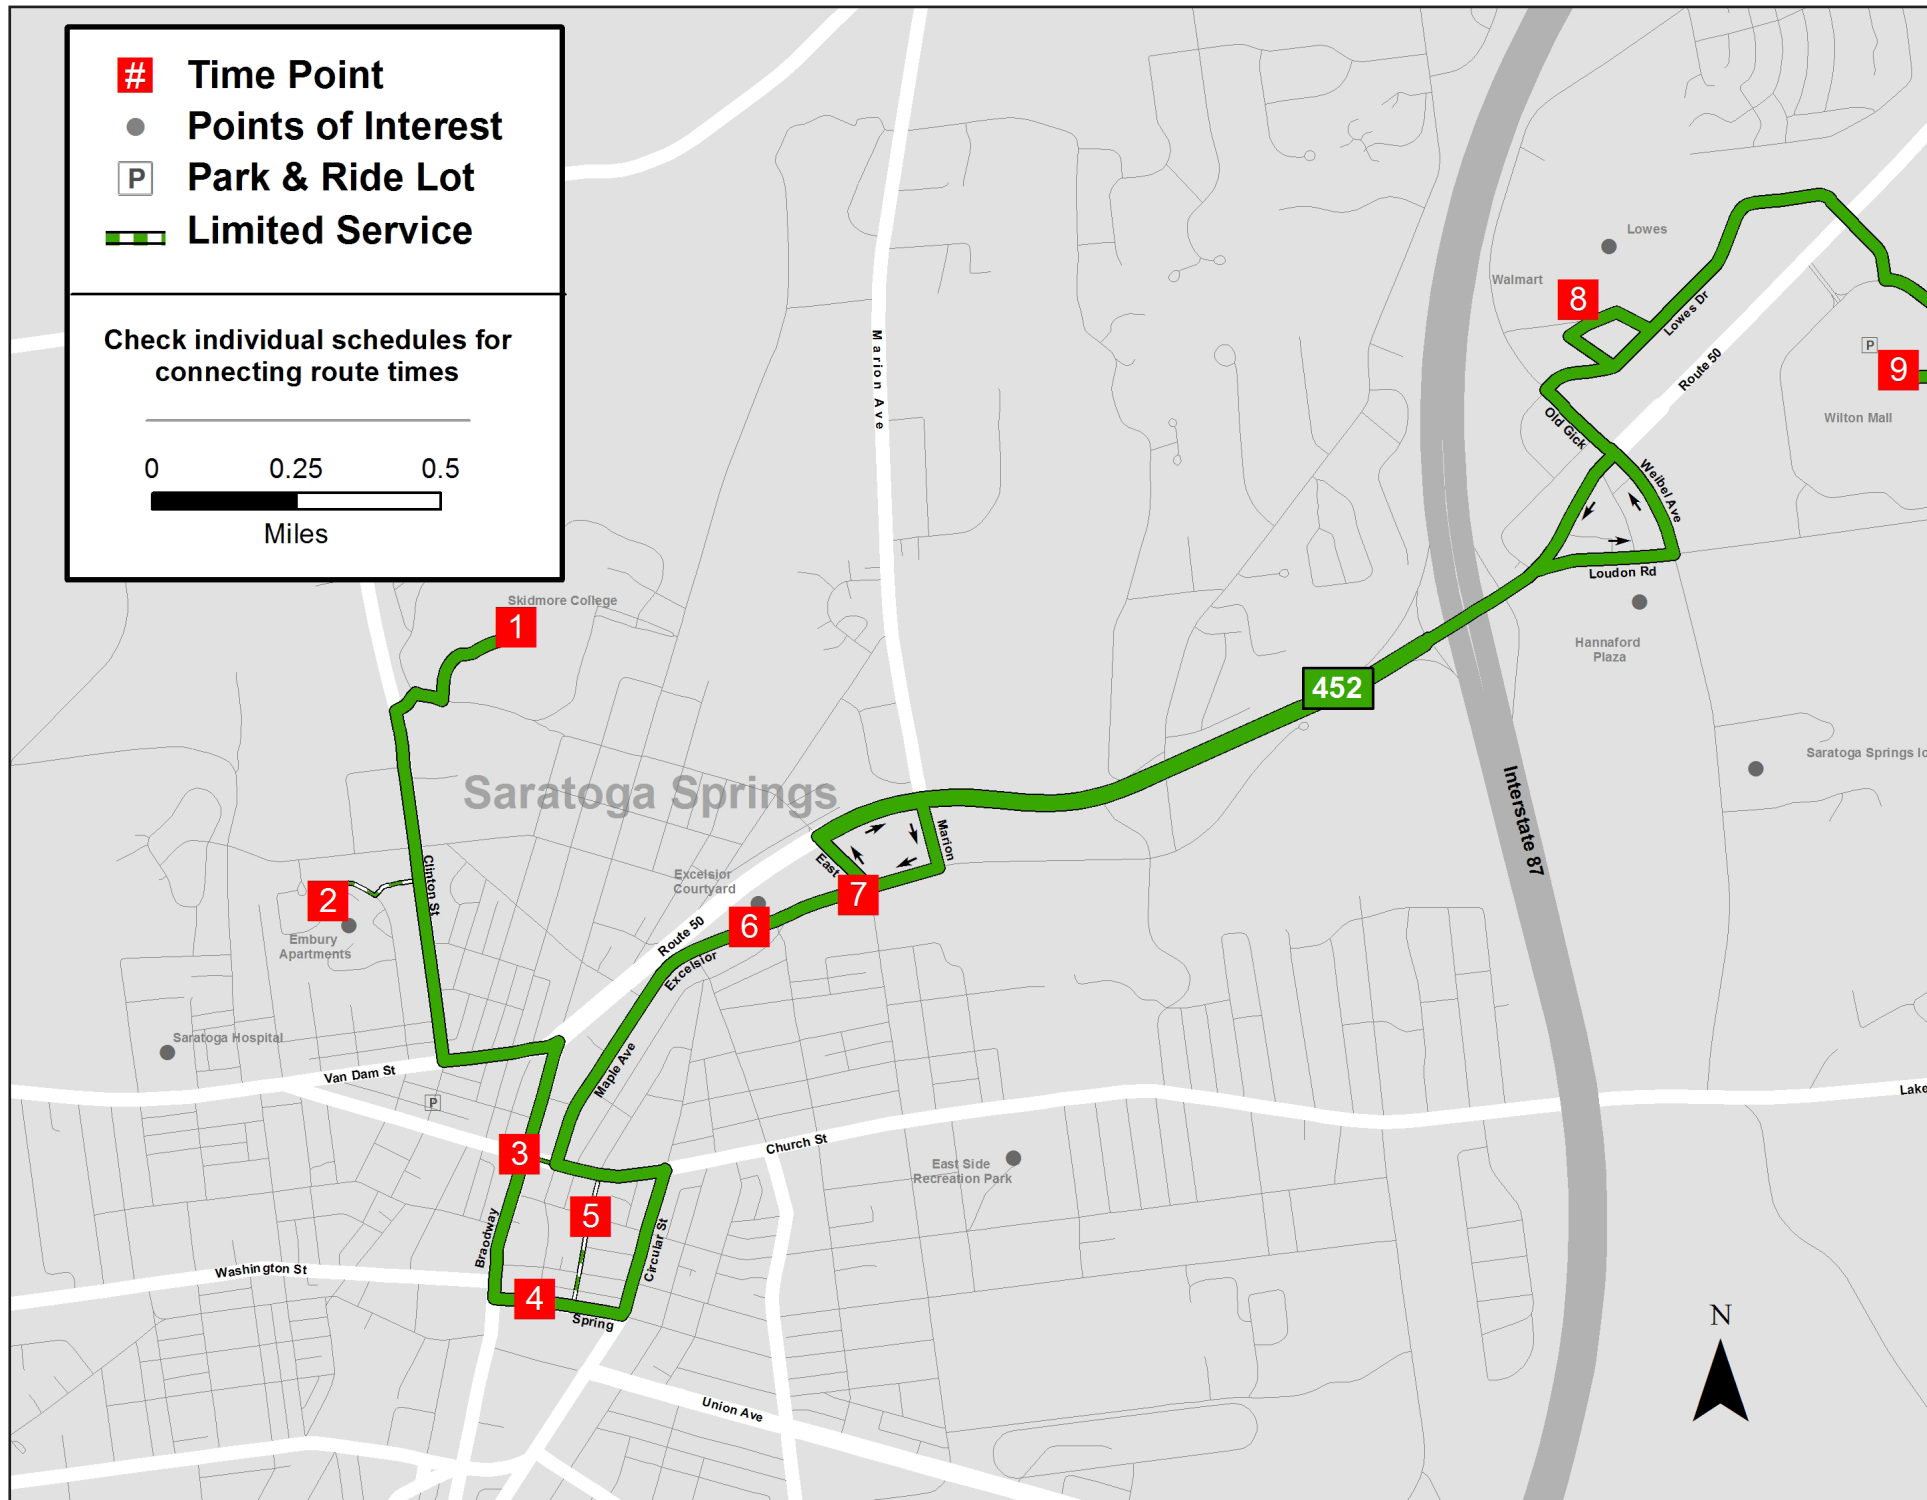 # Time Point
Points of Interest
P Park & Ride Lot
Limited Service
Check individual schedules for
connecting route times
0 0.25 0.5
Miles
Marion Ave
Lowes
Walmart
8
Lowes Dr
Route 50
P
9
Wilton Mall
Old Gick
Weibel Ave
Loudon Rd
Hannaford
Plaza
Skidmore College
1
452
Saratoga Springs
Saratoga Springs Ic
Interstate 87
Marion
East
Excelsior
Courtyard
7
6
Route 50
Excelsior
Clinton St
2
Embury
Apartments
Saratoga Hospital
Van Dam St
P
Maple Ave
Lake
3
Church St
East Side
Recreation Park
5
Braodway
Circular St
Washington St
4
Spring
Union Ave
N